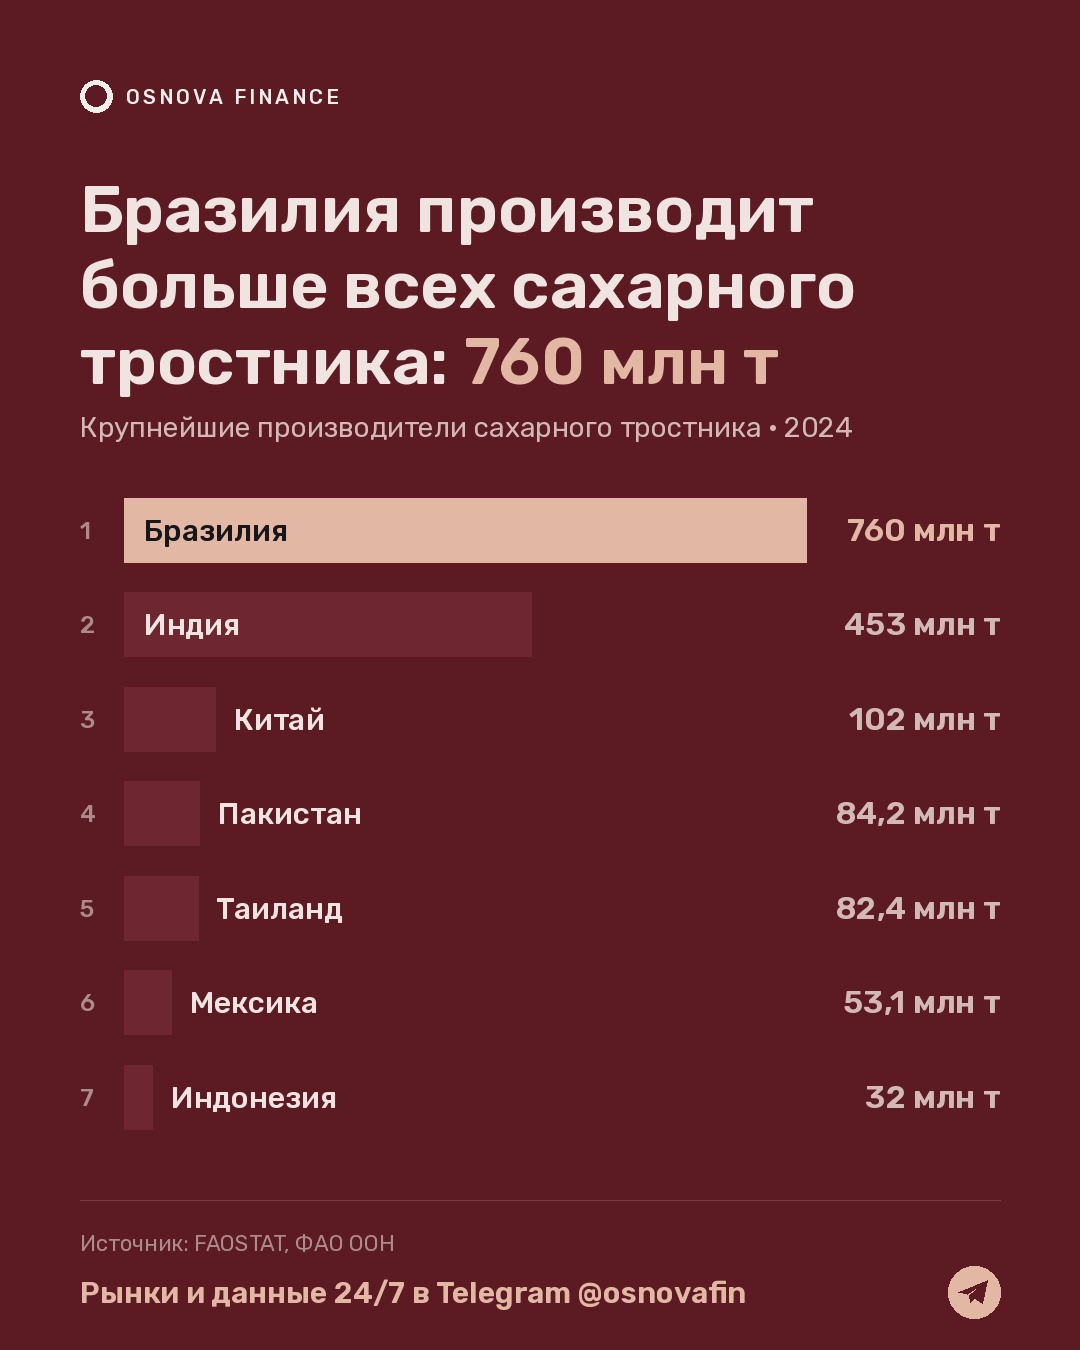 OSNOVA FINANCE
Бразилия производит
больше всех сахарного
тростника: 760 млн т
Крупнейшие производители сахарного тростника • 2024
1 Бразилия 760 млн т
2 Индия 453 млн т
3 Китай 102 млн т
4 Пакистан 84,2 млн т
5 Таиланд 82,4 млн т
6 Мексика 53,1 млн т
7 Индонезия 32 млн т
Источник: FAOSTAT, ФАО ООН
Рынки и данные 24/7 в Telegram @osnovafin